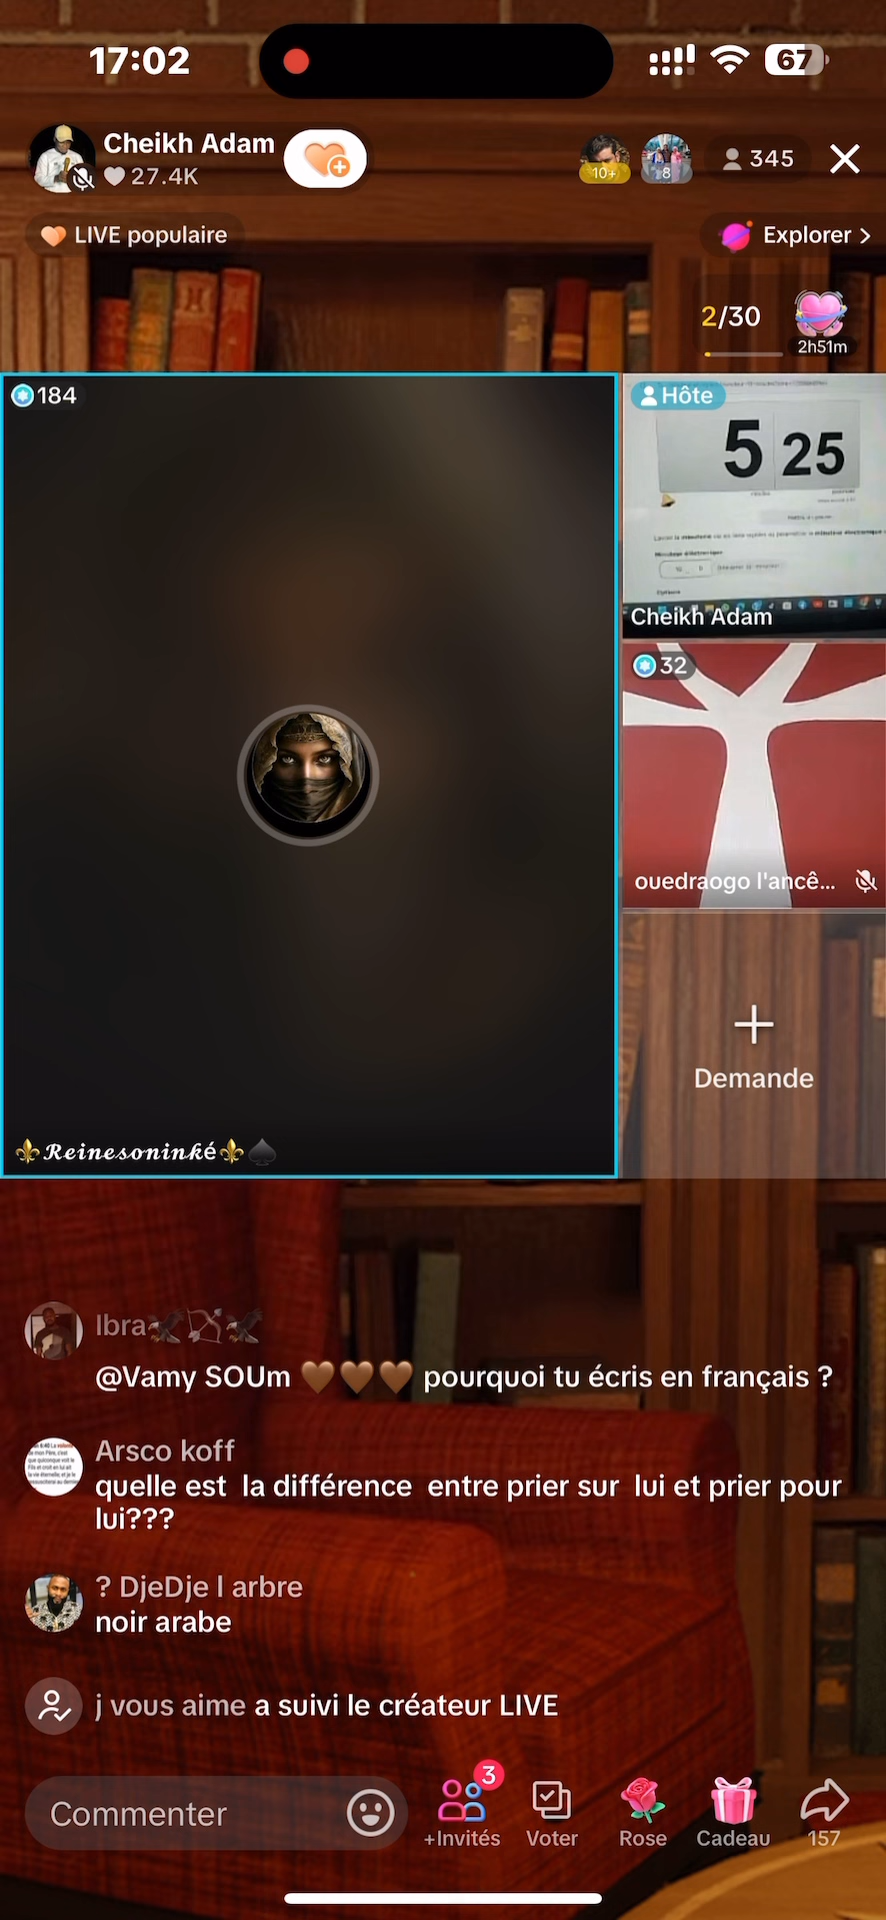 17:02
67
Cheikh Adam
27.4K
10+
8
345
LIVE populaire
Explorer >
2/30
2h51m
184
Hôte
5 25
Cheikh Adam
32
ouedraogo l'ancê...
Demande
⚜️𝓡𝓮𝓲𝓷𝓮𝓼𝓸𝓷𝓲𝓷𝓴é⚜️♠️
Ibra🦅🏹🦅
@Vamy SOUm 🤎🤎🤎 pourquoi tu écris en français ?
Arsco koff
quelle est la différence entre prier sur lui et prier pour
lui???
? DjeDje l arbre
noir arabe
j vous aime a suivi le créateur LIVE
Commenter
3
+Invités
Voter
Rose
Cadeau
157